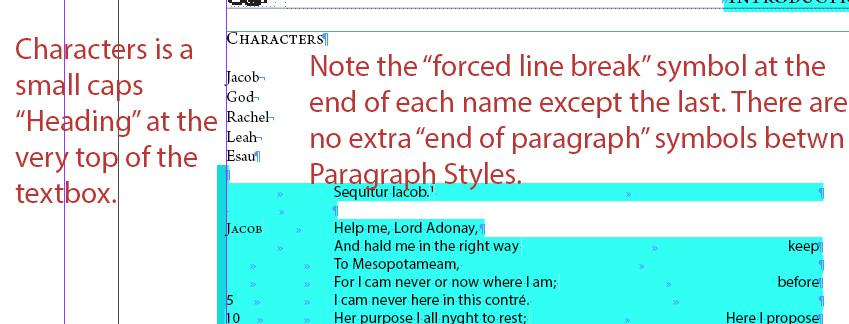 INTRODUCTI
Characters is a
small caps
“Heading” at the
very top of the
textbox.
CHARACTERS¶
Jacob¬
God¬
Rachel¬
Leah¬
Esau¶
Note the “forced line break” symbol at the
end of each name except the last. There are
no extra “end of paragraph” symbols betwn
Paragraph Styles.
¶
Sequitur Iacob.¹ » ¶
» ¶
JACOB » Help me, Lord Adonay,¶
And hald me in the right way » keep¶
» » To Mesopotameam, » ¶
» » For I cam never or now where I am; » before¶
5 » I cam never here in this contré. » ¶
10 » Her purpose I all nyght to rest; » Here I propose¶